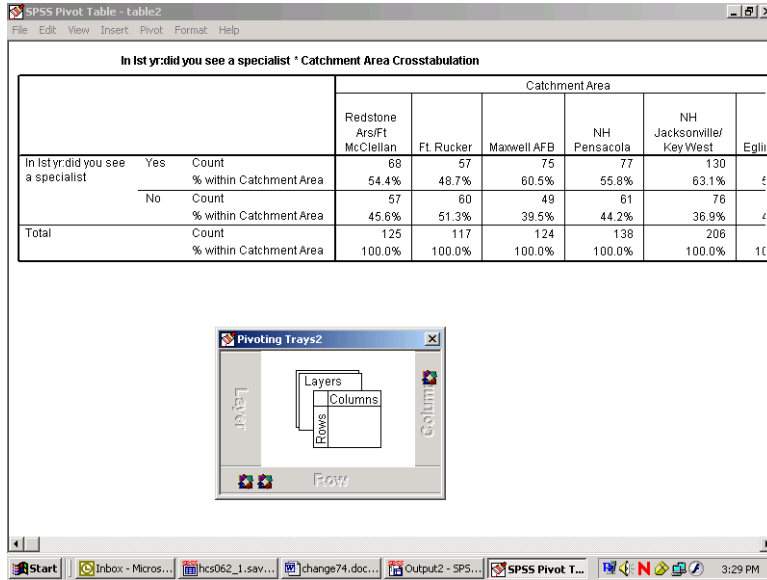 SPSS Pivot Table - table2
File Edit View Insert Pivot Format Help
In Ist yr:did you see a specialist * Catchment Area Crosstabulation
Catchment Area
Redstone Ars/Ft McClellan Ft. Rucker Maxwell AFB NH Pensacola NH Jacksonville/ Key West
In Ist yr:did you see a specialist Yes Count 68 57 75 77 130
% within Catchment Area 54.4% 48.7% 60.5% 55.8% 63.1%
No Count 57 60 49 61 76
% within Catchment Area 45.6% 51.3% 39.5% 44.2% 36.9%
Total Count 125 117 124 138 206
% within Catchment Area 100.0% 100.0% 100.0% 100.0% 100.0%
Pivoting Trays2
Layer
Layers
Columns
Rows
Column
Row
Start Inbox - Micros... hcs062_1.sav... change74.doc... Output2 - SPS... SPSS Pivot T... 3:29 PM